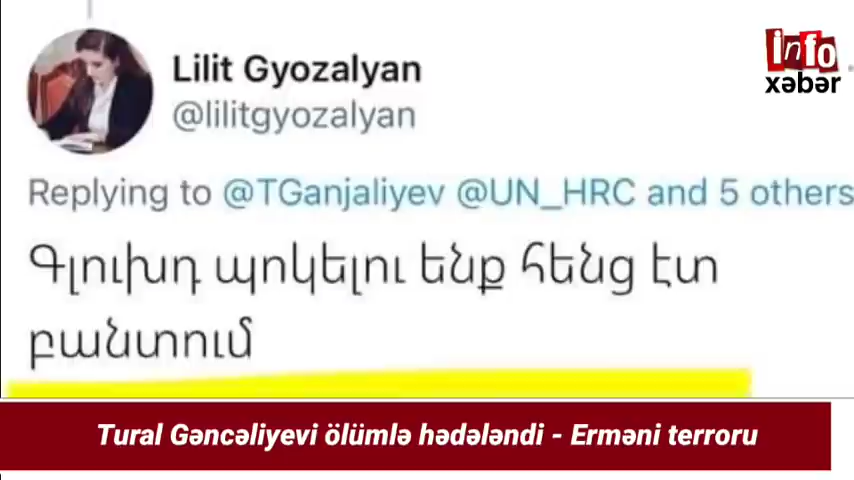 info
xəbər
Lilit Gyozalyan
@lilitgyozalyan
Replying to @TGanjaliyev @UN_HRC and 5 others
Գլուխդ պոկելու ենք հենց էտ
բանտում
Tural Gəncəliyevi ölümlə hədələndi - Erməni terroru